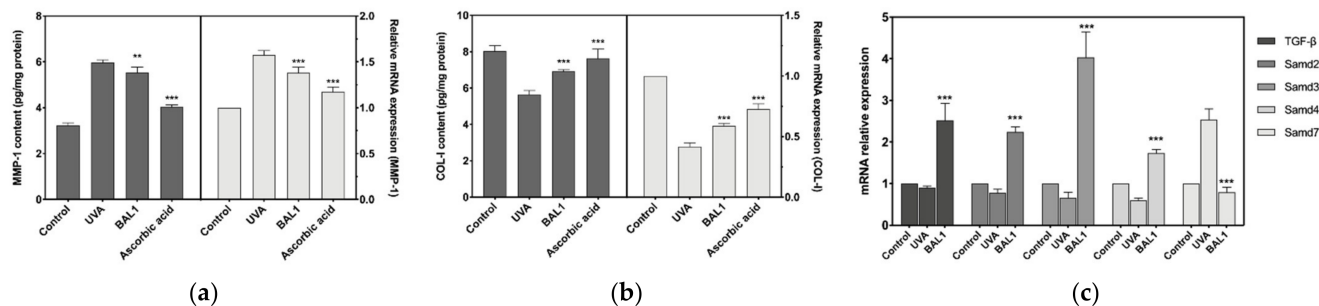 MMP-1 content (pg/mg protein)
8
6
4
2
0
**
***
***
***
2.0
1.5
1.0
0.5
0.0
Relative mRNA expression (MMP-1)
Control
UVA
BAL1
Ascorbic acid
Control
UVA
BAL1
Ascorbic acid
(a)
COL-I content (pg/mg protein)
10
8
6
4
2
0
***
***
***
***
1.5
1.0
0.5
0.0
Relative mRNA expression (COL-I)
Control
UVA
BAL1
Ascorbic acid
Control
UVA
BAL1
Ascorbic acid
(b)
mRNA relative expression
5
4
3
2
1
0
***
***
***
***
***
Control
UVA
BAL1
Control
UVA
BAL1
Control
UVA
BAL1
Control
UVA
BAL1
Control
UVA
BAL1
TGF-β
Samd2
Samd3
Samd4
Samd7
(c)